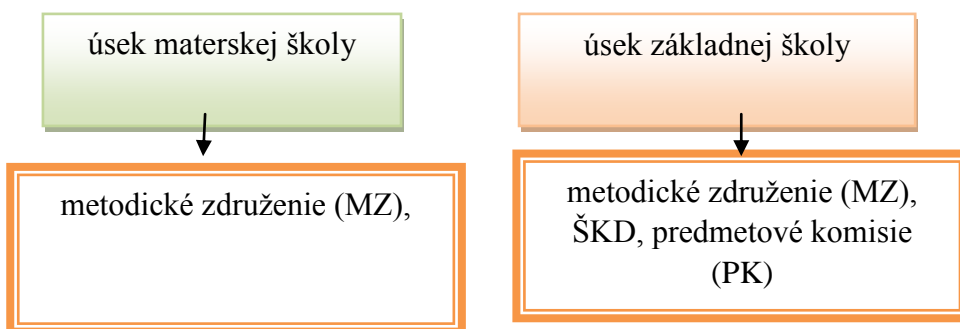 úsek materskej školy
úsek základnej školy
metodické združenie (MZ),
metodické združenie (MZ),
ŠKD, predmetové komisie
(PK)